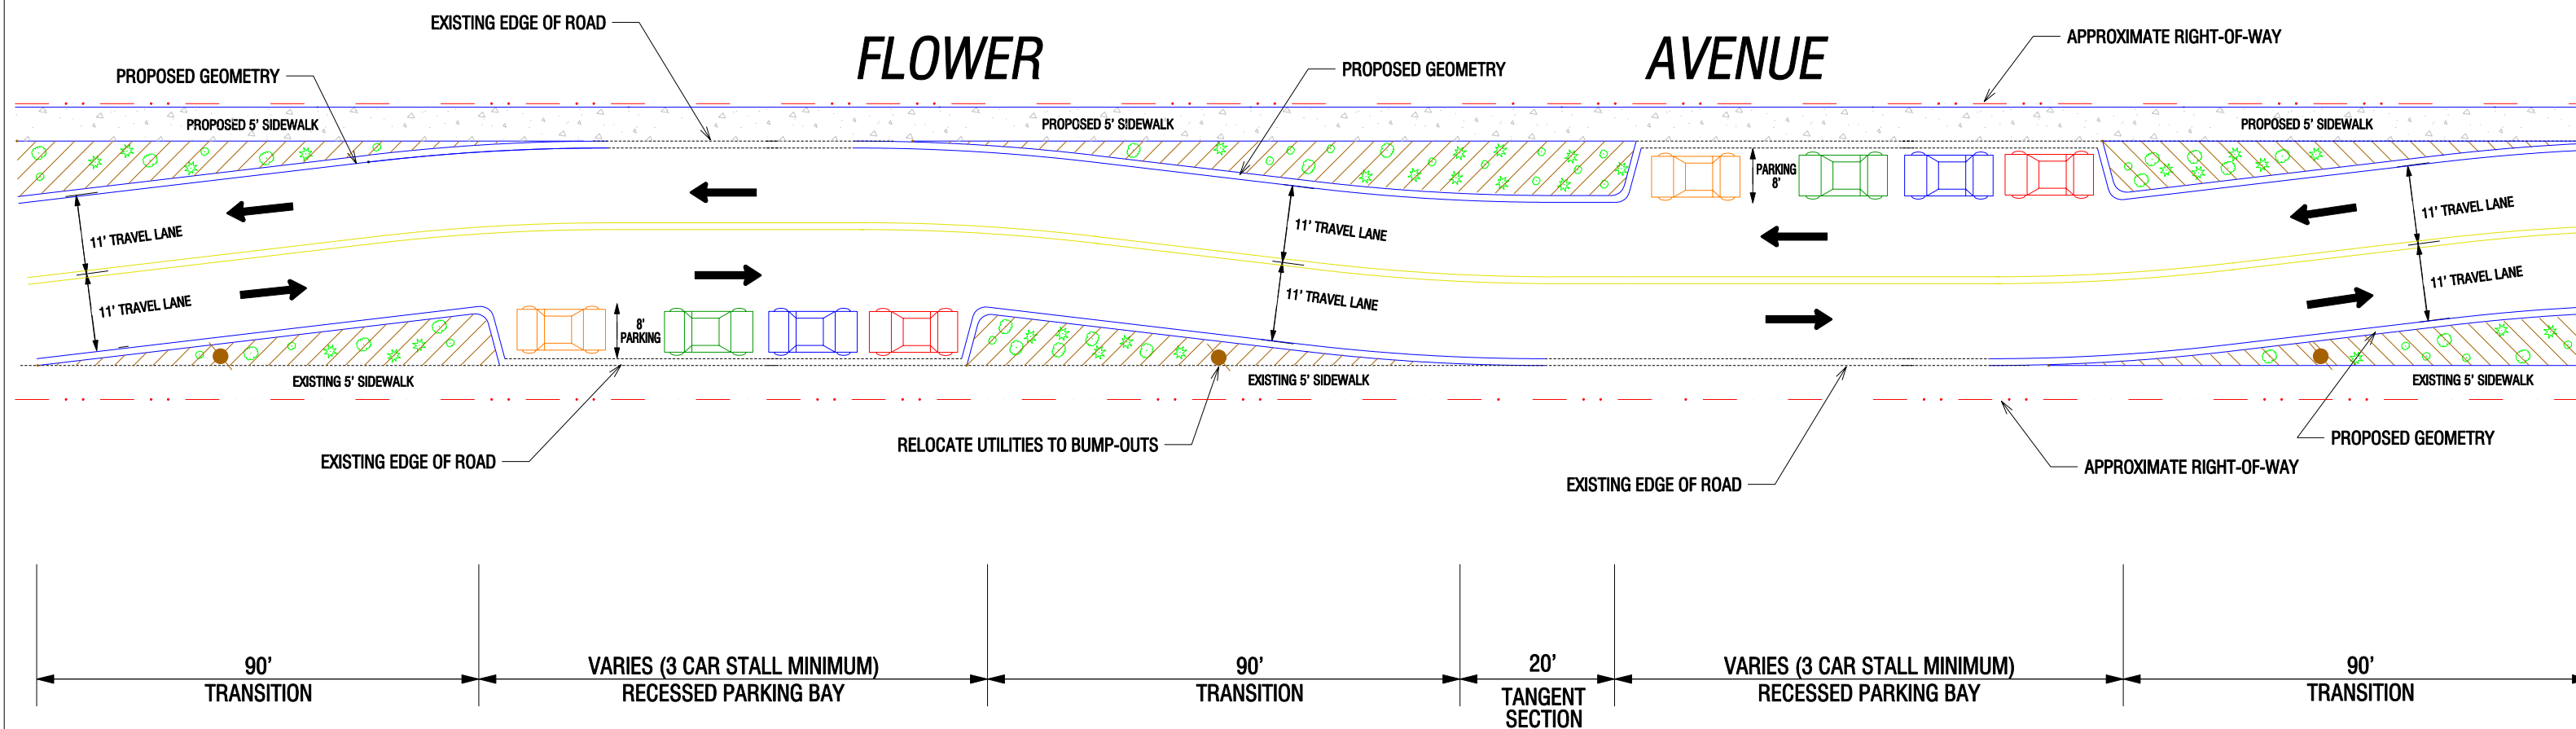 EXISTING EDGE OF ROAD
FLOWER AVENUE
APPROXIMATE RIGHT-OF-WAY
PROPOSED GEOMETRY
PROPOSED GEOMETRY
PROPOSED 5' SIDEWALK
PROPOSED 5' SIDEWALK
PROPOSED 5' SIDEWALK
PARKING
8'
11' TRAVEL LANE
11' TRAVEL LANE
11' TRAVEL LANE
11' TRAVEL LANE
11' TRAVEL LANE
11' TRAVEL LANE
8'
PARKING
EXISTING 5' SIDEWALK
EXISTING 5' SIDEWALK
EXISTING 5' SIDEWALK
RELOCATE UTILITIES TO BUMP-OUTS
PROPOSED GEOMETRY
EXISTING EDGE OF ROAD
APPROXIMATE RIGHT-OF-WAY
EXISTING EDGE OF ROAD
90'
TRANSITION
VARIES (3 CAR STALL MINIMUM)
RECESSED PARKING BAY
90'
TRANSITION
20'
TANGENT
SECTION
VARIES (3 CAR STALL MINIMUM)
RECESSED PARKING BAY
90'
TRANSITION